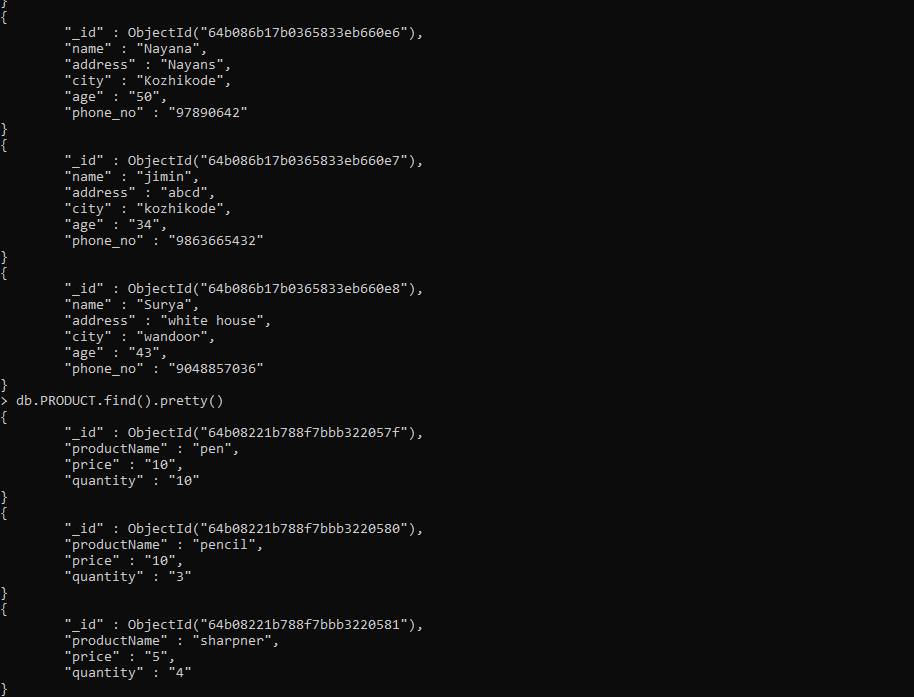 }
{
"_id" : ObjectId("64b086b17b0365833eb660e6"),
"name" : "Nayana",
"address" : "Nayans",
"city" : "Kozhikode",
"age" : "50",
"phone_no" : "97890642"
}
{
"_id" : ObjectId("64b086b17b0365833eb660e7"),
"name" : "jimin",
"address" : "abcd",
"city" : "kozhikode",
"age" : "34",
"phone_no" : "9863665432"
}
{
"_id" : ObjectId("64b086b17b0365833eb660e8"),
"name" : "Surya",
"address" : "white house",
"city" : "wandoor",
"age" : "43",
"phone_no" : "9048857036"
}
> db.PRODUCT.find().pretty()
{
"_id" : ObjectId("64b08221b788f7bbb322057f"),
"productName" : "pen",
"price" : "10",
"quantity" : "10"
}
{
"_id" : ObjectId("64b08221b788f7bbb3220580"),
"productName" : "pencil",
"price" : "10",
"quantity" : "3"
}
{
"_id" : ObjectId("64b08221b788f7bbb3220581"),
"productName" : "sharpner",
"price" : "5",
"quantity" : "4"
}